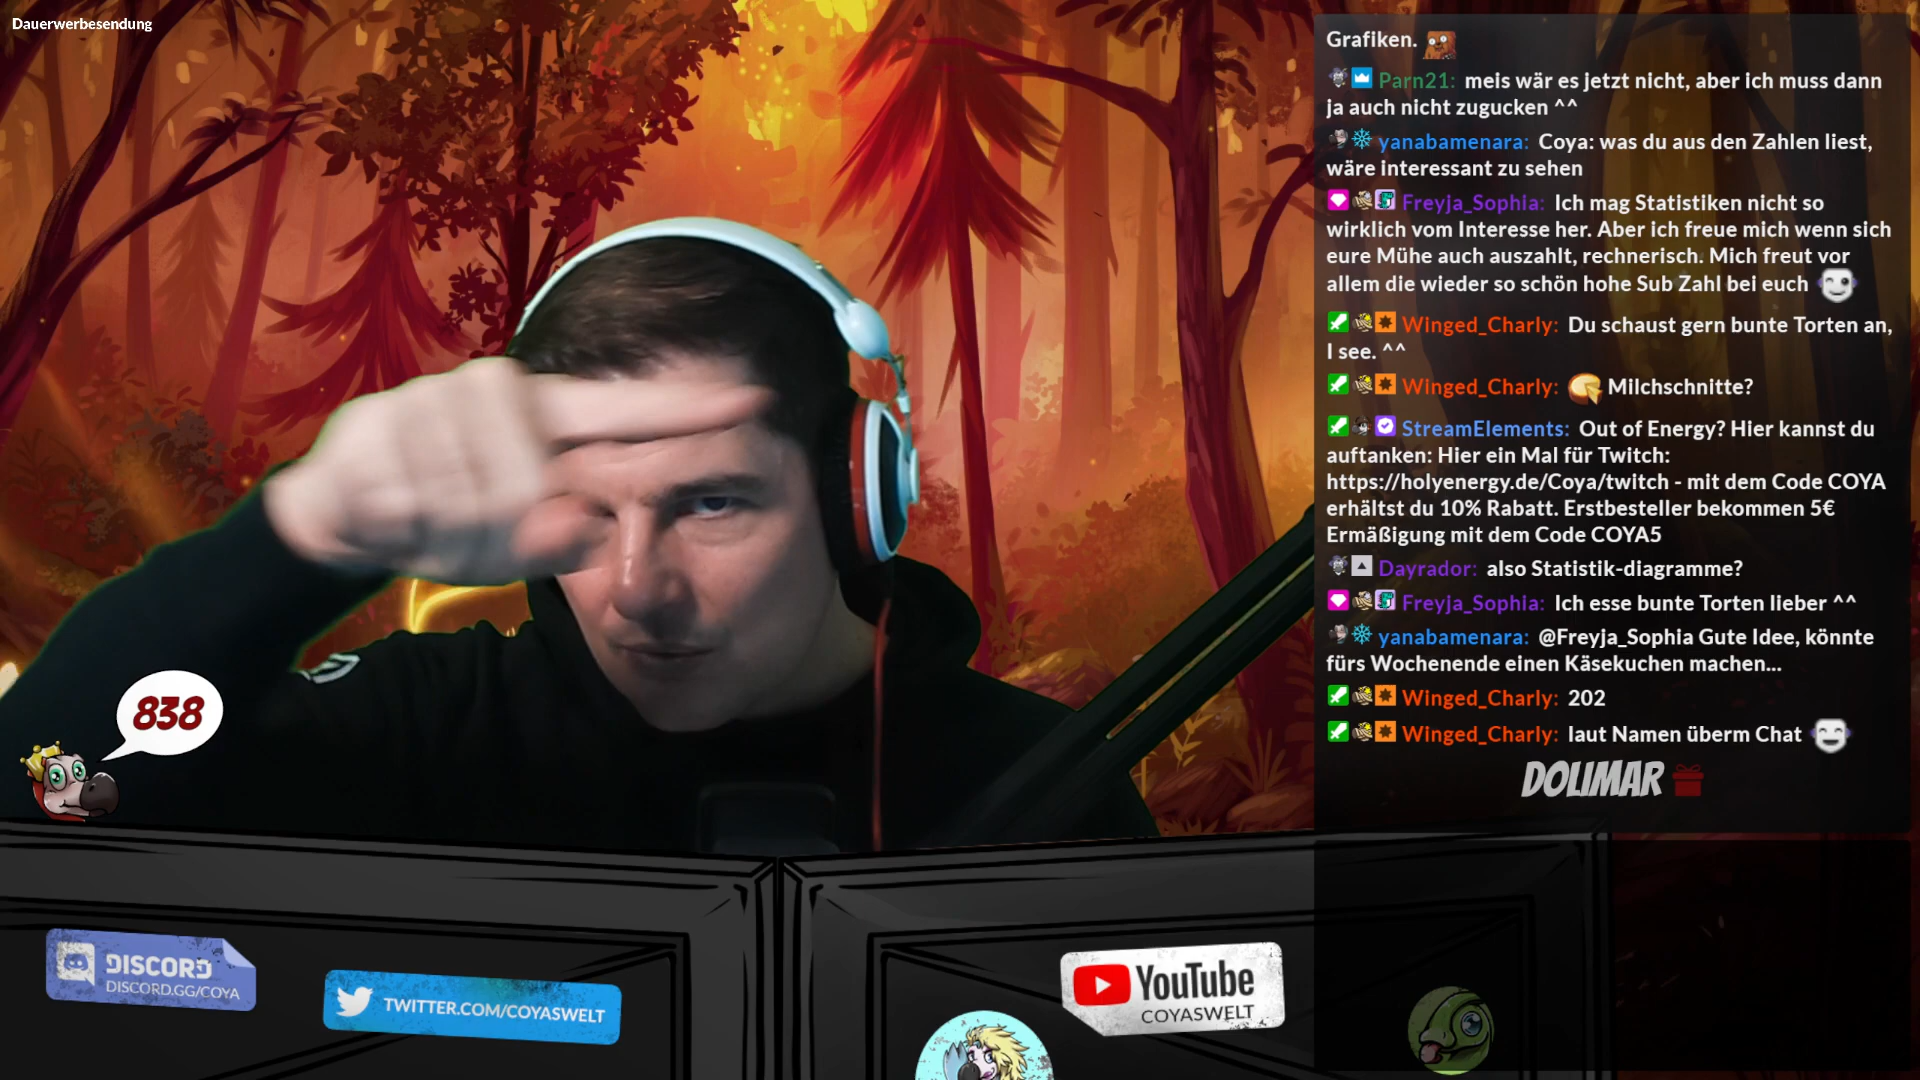 Dauerwerbesendung
Grafiken.
Parn21: meis wär es jetzt nicht, aber ich muss dann
ja auch nicht zugucken ^^
yanabamenara: Coya: was du aus den Zahlen liest,
wäre interessant zu sehen
Freyja_Sophia: Ich mag Statistiken nicht so
wirklich vom Interesse her. Aber ich freue mich wenn sich
eure Mühe auch auszahlt, rechnerisch. Mich freut vor
allem die wieder so schön hohe Sub Zahl bei euch
Winged_Charly: Du schaust gern bunte Torten an,
I see. ^^
Winged_Charly: Milchschnitte?
StreamElements: Out of Energy? Hier kannst du
auftanken: Hier ein Mal für Twitch:
https://holyenergy.de/Coya/twitch - mit dem Code COYA
erhältst du 10% Rabatt. Erstbesteller bekommen 5€
Ermäßigung mit dem Code COYA5
Dayrador: also Statistik-diagramme?
Freyja_Sophia: Ich esse bunte Torten lieber ^^
yanabamenara: @Freyja_Sophia Gute Idee, könnte
fürs Wochenende einen Käsekuchen machen...
Winged_Charly: 202
Winged_Charly: laut Namen überm Chat
DOLIMAR
838
DISCORD
DISCORD.GG/COYA
TWITTER.COM/COYASWELT
YouTube
COYASWELT